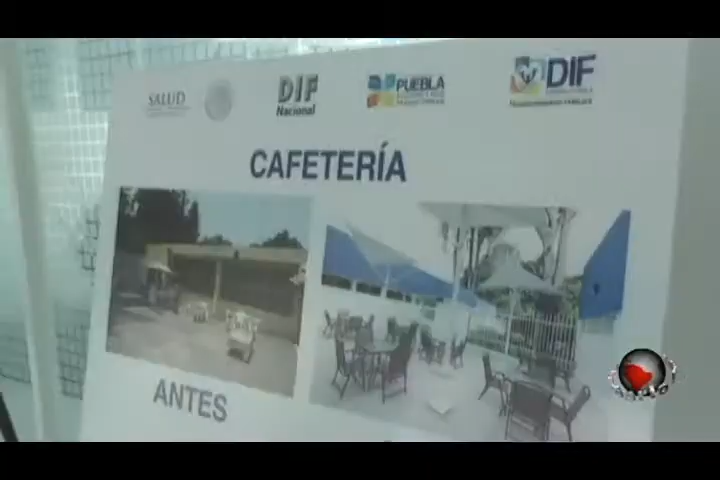 SALUD
DIF
Nacional
PUEBLA
DIF
CAFETERÍA
ANTES